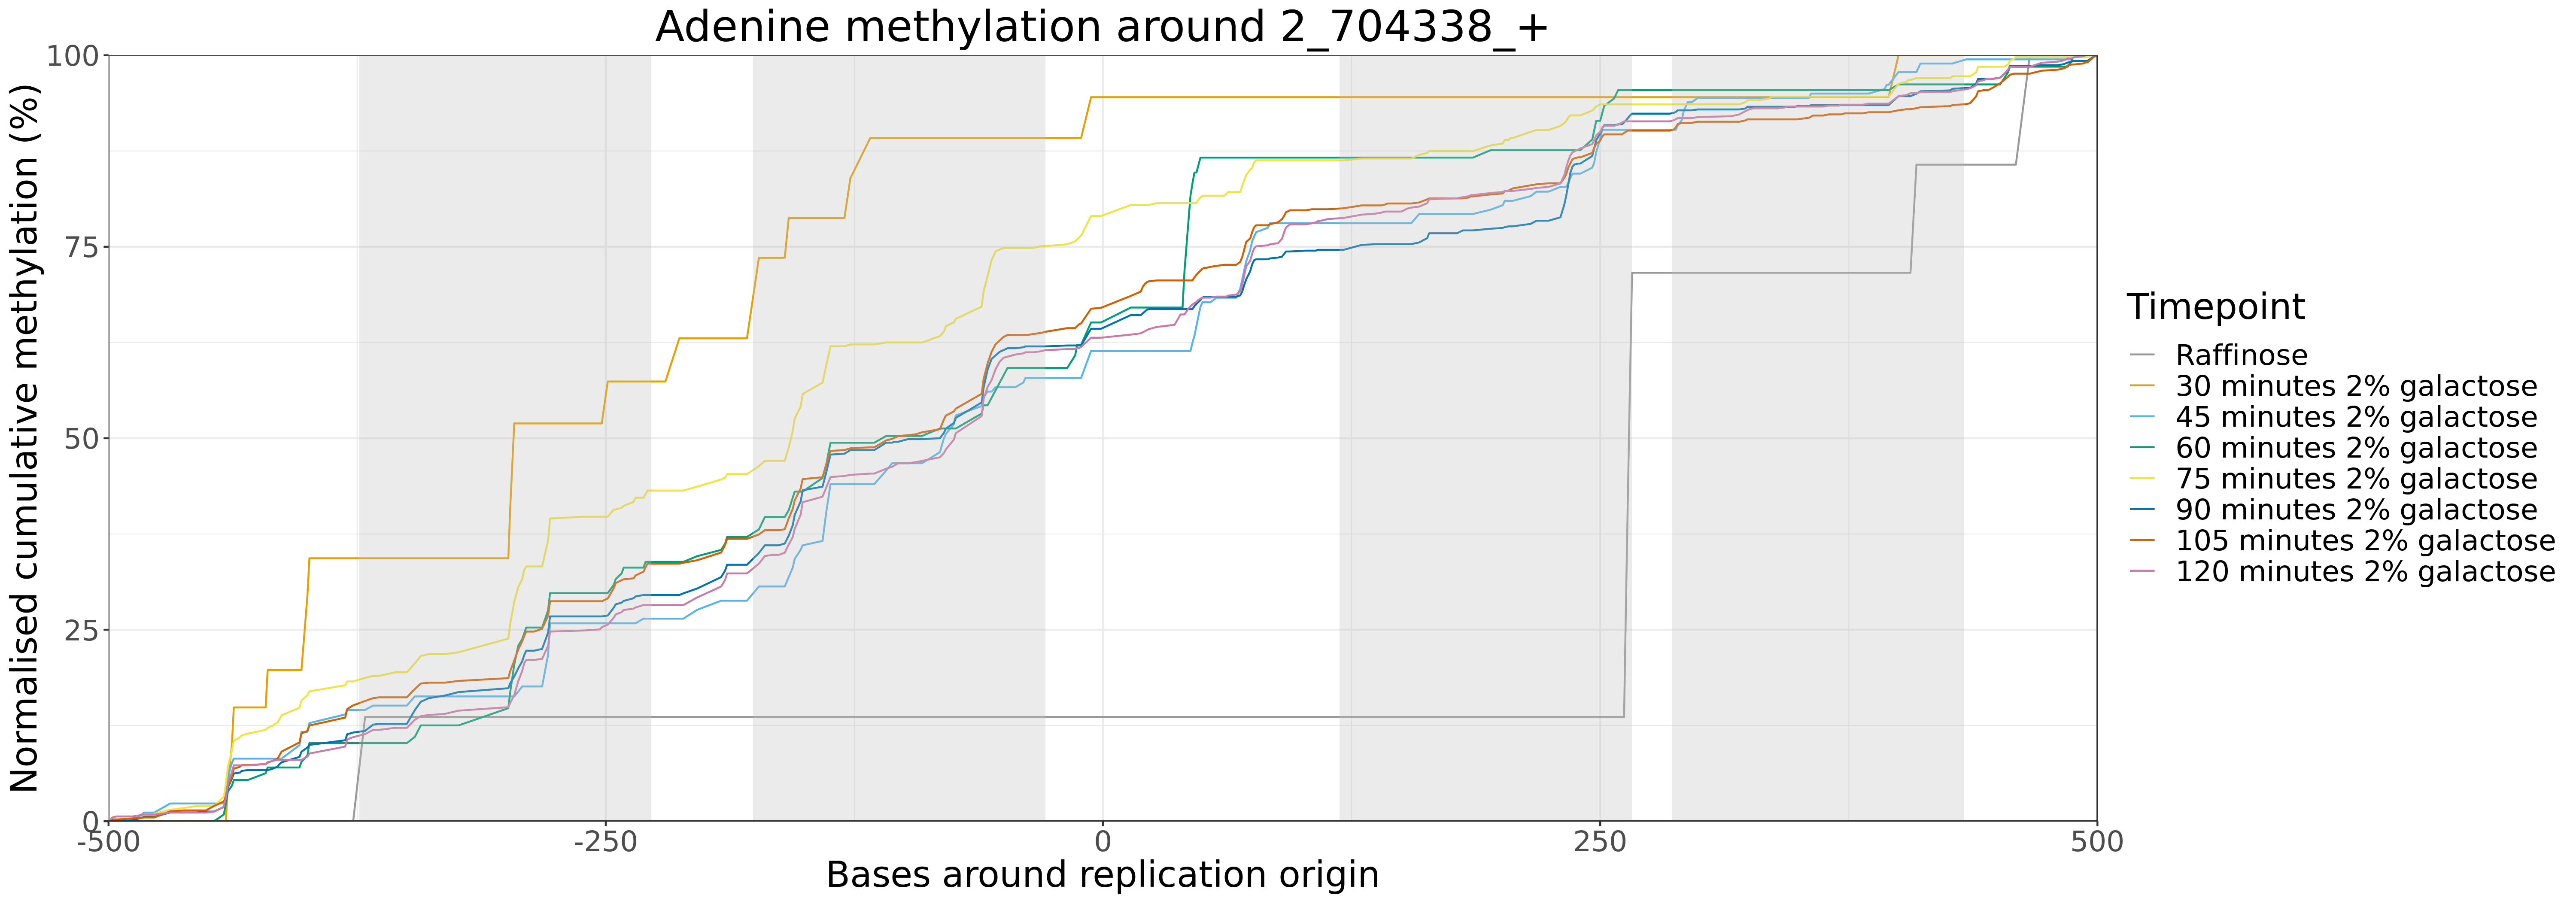 Adenine methylation around 2_704338_+
Normalised cumulative methylation (%)
100
75
50
25
0
-500
-250
0
250
500
Bases around replication origin
Timepoint
Raffinose
30 minutes 2% galactose
45 minutes 2% galactose
60 minutes 2% galactose
75 minutes 2% galactose
90 minutes 2% galactose
105 minutes 2% galactose
120 minutes 2% galactose